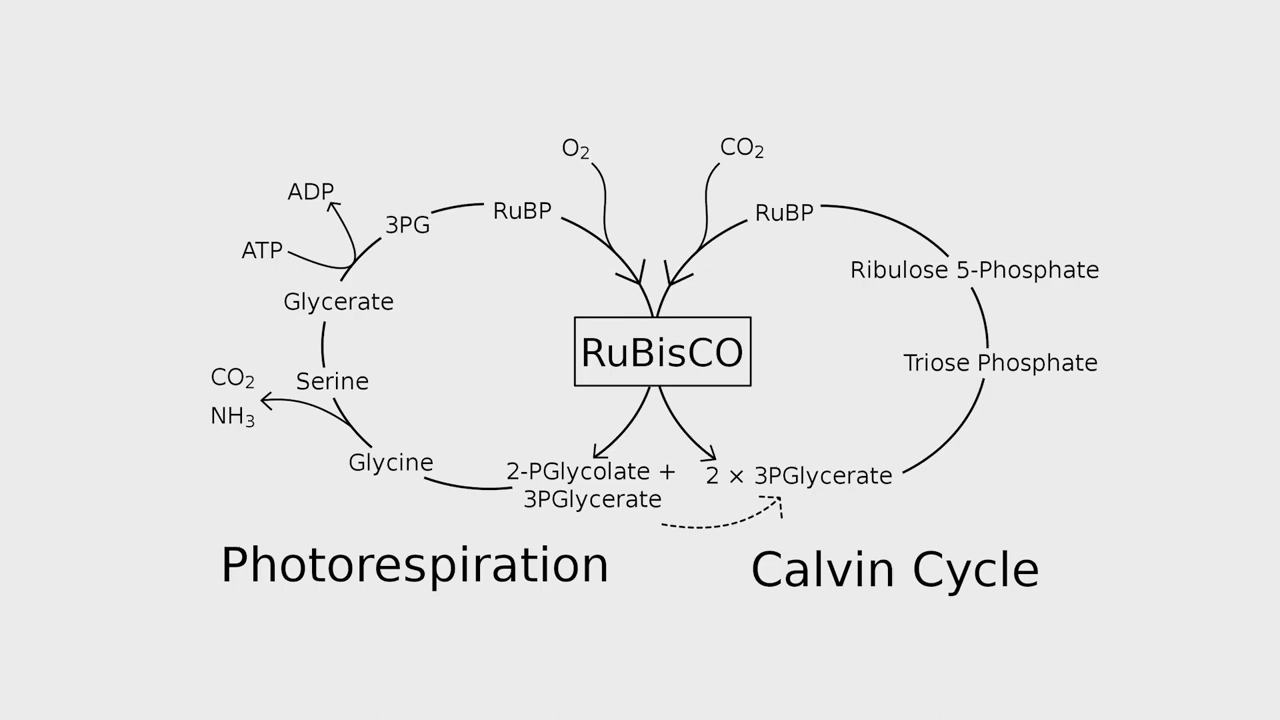 O₂
CO₂
ADP
RuBP
RuBP
3PG
ATP
Ribulose 5-Phosphate
Glycerate
RuBisCO
Triose Phosphate
CO₂
Serine
NH₃
Glycine
2-PGlycolate +
3PGlycerate
2 × 3PGlycerate
Photorespiration
Calvin Cycle